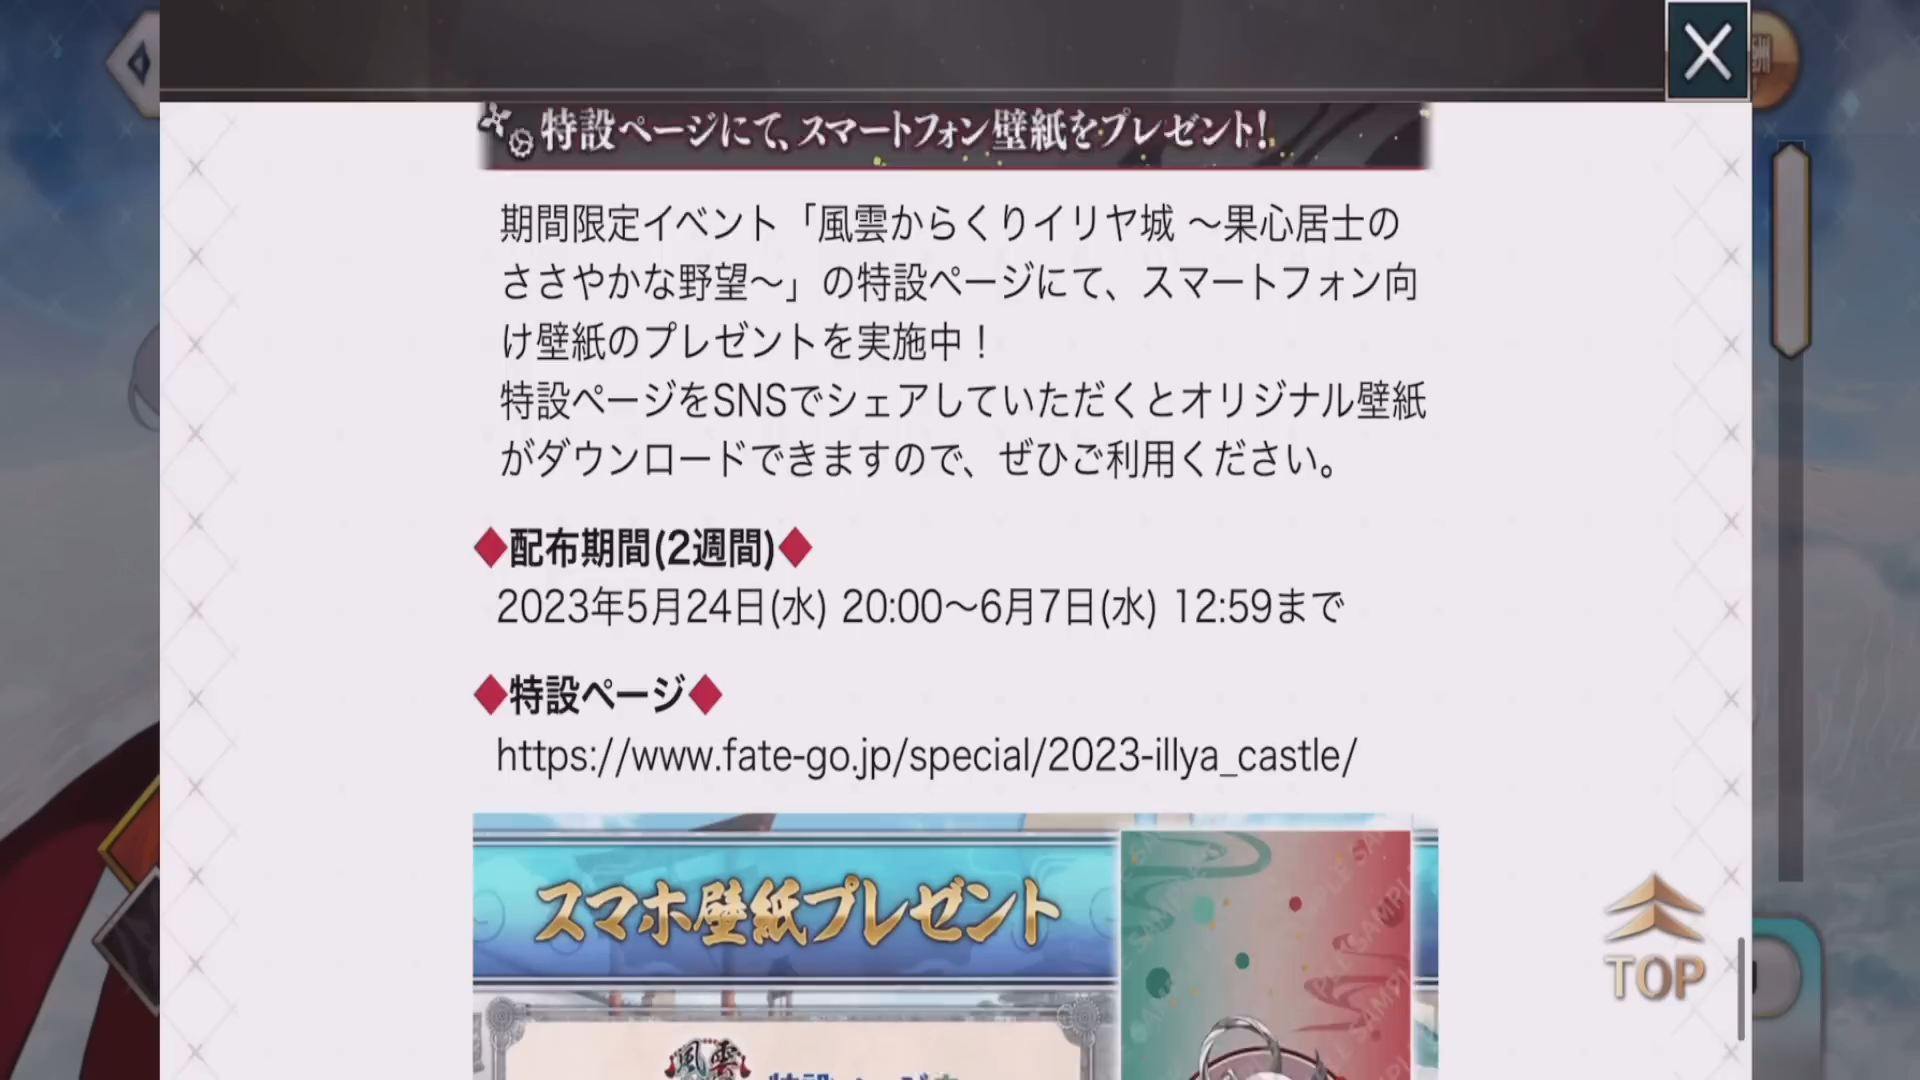 特設ページにて、スマートフォン壁紙をプレゼント!
期間限定イベント「風雲からくりイリヤ城 ～果心居士の
ささやかな野望～」の特設ページにて、スマートフォン向
け壁紙のプレゼントを実施中！
特設ページをSNSでシェアしていただくとオリジナル壁紙
がダウンロードできますので、ぜひご利用ください。
◆配布期間(2週間)◆
2023年5月24日(水) 20:00～6月7日(水) 12:59まで
◆特設ページ◆
https://www.fate-go.jp/special/2023-illya_castle/
スマホ壁紙プレゼント
TOP
風雲